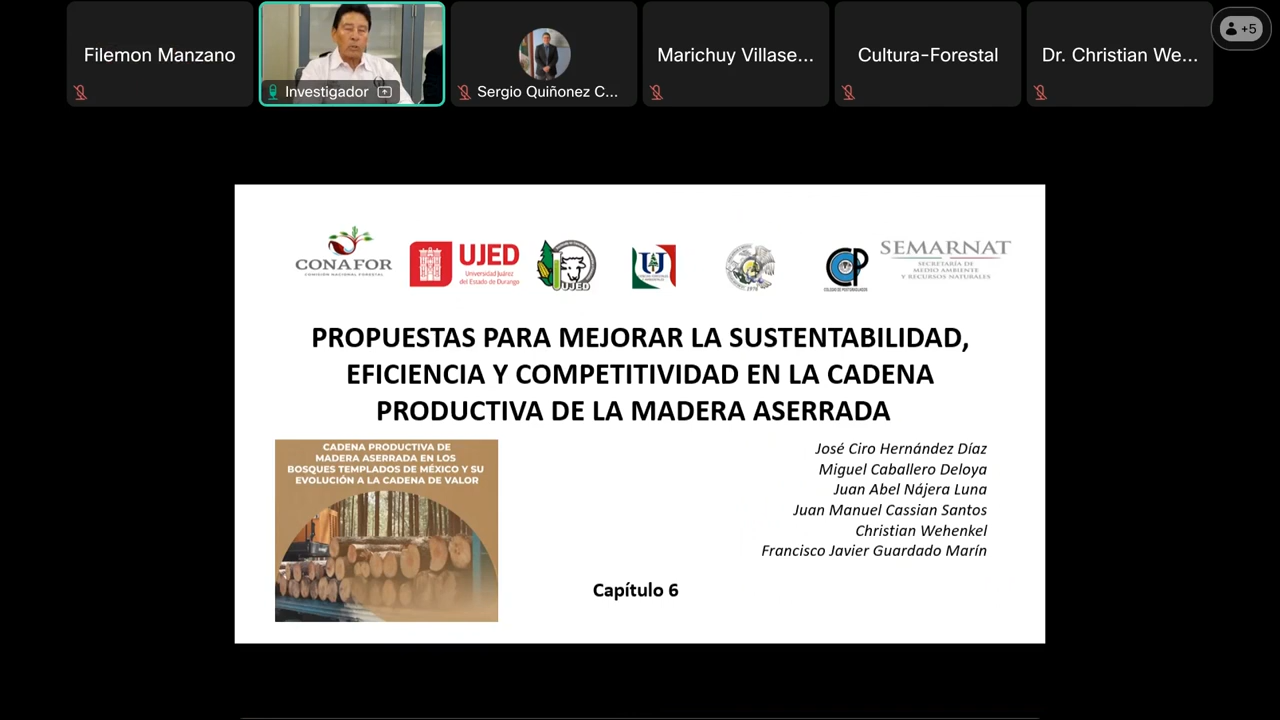 Filemon Manzano
Investigador
Sergio Quiñonez C...
Marichuy Villase...
Cultura-Forestal
Dr. Christian We...
+5
CONAFOR
COMISIÓN NACIONAL FORESTAL
UJED
Universidad Juárez
del Estado de Durango
UJED
SEMARNAT
SECRETARÍA DE
MEDIO AMBIENTE
Y RECURSOS NATURALES
COLEGIO DE POSTGRADUADOS
PROPUESTAS PARA MEJORAR LA SUSTENTABILIDAD,
EFICIENCIA Y COMPETITIVIDAD EN LA CADENA
PRODUCTIVA DE LA MADERA ASERRADA
CADENA PRODUCTIVA DE
MADERA ASERRADA EN LOS
BOSQUES TEMPLADOS DE MÉXICO Y SU
EVOLUCIÓN A LA CADENA DE VALOR
José Ciro Hernández Díaz
Miguel Caballero Deloya
Juan Abel Nájera Luna
Juan Manuel Cassian Santos
Christian Wehenkel
Francisco Javier Guardado Marín
Capítulo 6